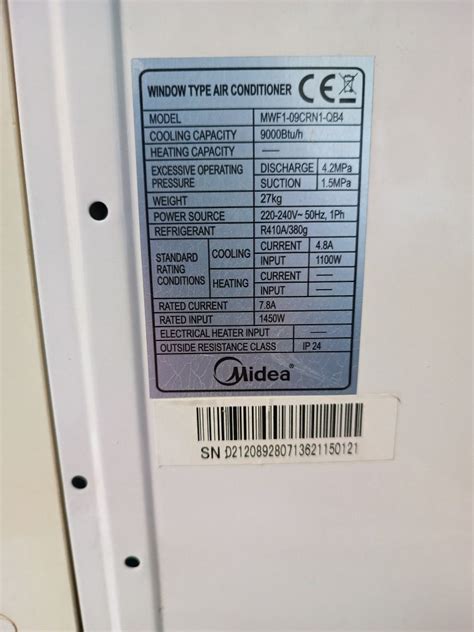 WINDOW TYPE AIR CONDITIONER CE
MODEL MWF1-09CRN1-QB4
COOLING CAPACITY 9000Btu/h
HEATING CAPACITY —
EXCESSIVE OPERATING PRESSURE DISCHARGE 4.2MPa
SUCTION 1.5MPa
WEIGHT 27kg
POWER SOURCE 220-240V~ 50Hz, 1Ph
REFRIGERANT R410A/380g
STANDARD RATING CONDITIONS COOLING CURRENT 4.8A
INPUT 1100W
HEATING CURRENT —
INPUT —
RATED CURRENT 7.8A
RATED INPUT 1450W
ELECTRICAL HEATER INPUT —
OUTSIDE RESISTANCE CLASS IP 24
Midea®
SN D212089280713621150121